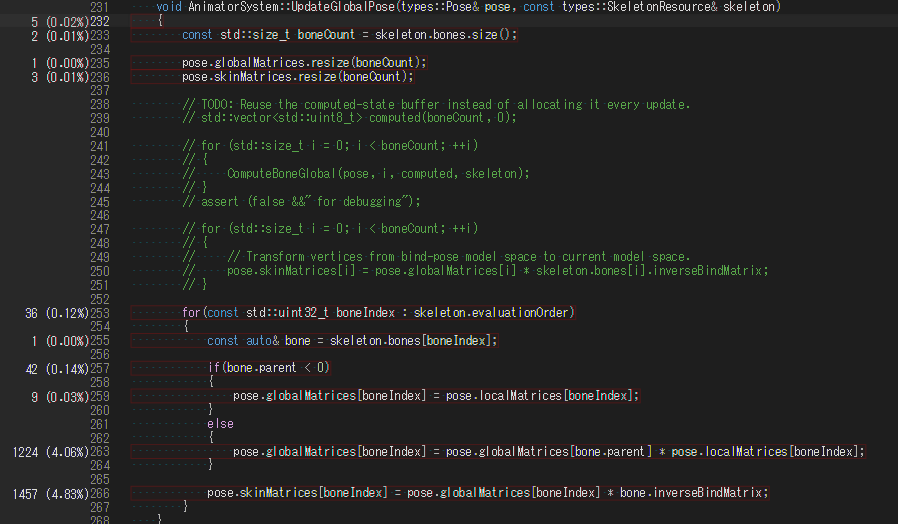 231 void AnimatorSystem::UpdateGlobalPose(types::Pose& pose, const types::SkeletonResource& skeleton)
5 (0.02%)232 {
2 (0.01%)233 const std::size_t boneCount = skeleton.bones.size();
234
1 (0.00%)235 pose.globalMatrices.resize(boneCount);
3 (0.01%)236 pose.skinMatrices.resize(boneCount);
237
238 // TODO: Reuse the computed-state buffer instead of allocating it every update.
239 // std::vector<std::uint8_t> computed(boneCount, 0);
240
241 // for (std::size_t i = 0; i < boneCount; ++i)
242 // {
243 //     ComputeBoneGlobal(pose, i, computed, skeleton);
244 // }
245 // assert (false &&" for debugging");
246
247 // for (std::size_t i = 0; i < boneCount; ++i)
248 // {
249 //     // Transform vertices from bind-pose model space to current model space.
250 //     pose.skinMatrices[i] = pose.globalMatrices[i] * skeleton.bones[i].inverseBindMatrix;
251 // }
252
36 (0.12%)253 for(const std::uint32_t boneIndex : skeleton.evaluationOrder)
254 {
1 (0.00%)255 const auto& bone = skeleton.bones[boneIndex];
256
42 (0.14%)257 if(bone.parent < 0)
258 {
9 (0.03%)259 pose.globalMatrices[boneIndex] = pose.localMatrices[boneIndex];
260 }
261 else
262 {
1224 (4.06%)263 pose.globalMatrices[boneIndex] = pose.globalMatrices[bone.parent] * pose.localMatrices[boneIndex];
264 }
265
1457 (4.83%)266 pose.skinMatrices[boneIndex] = pose.globalMatrices[boneIndex] * bone.inverseBindMatrix;
267 }
268 }